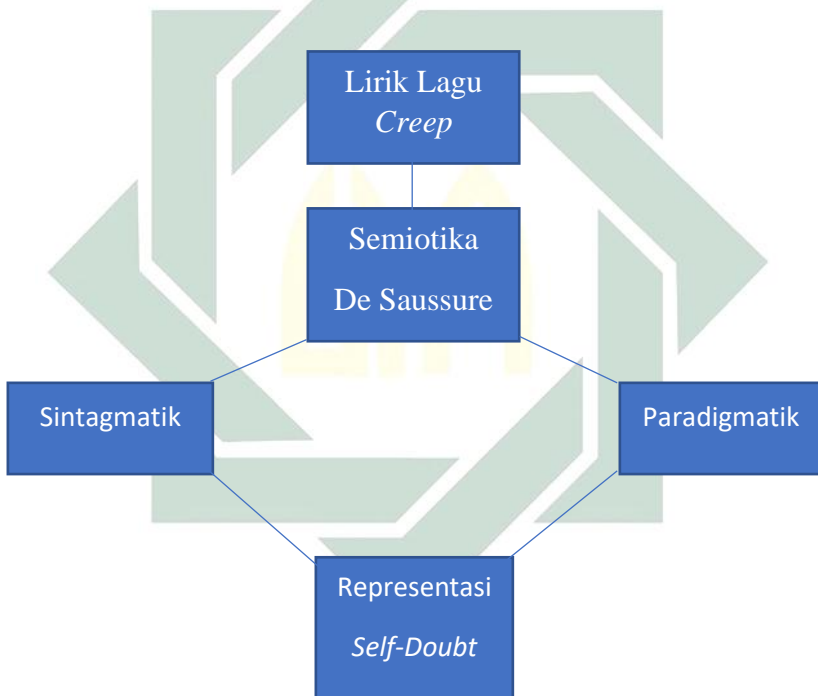 Lirik Lagu
Creep
Semiotika
De Saussure
Sintagmatik
Paradigmatik
Representasi
Self-Doubt